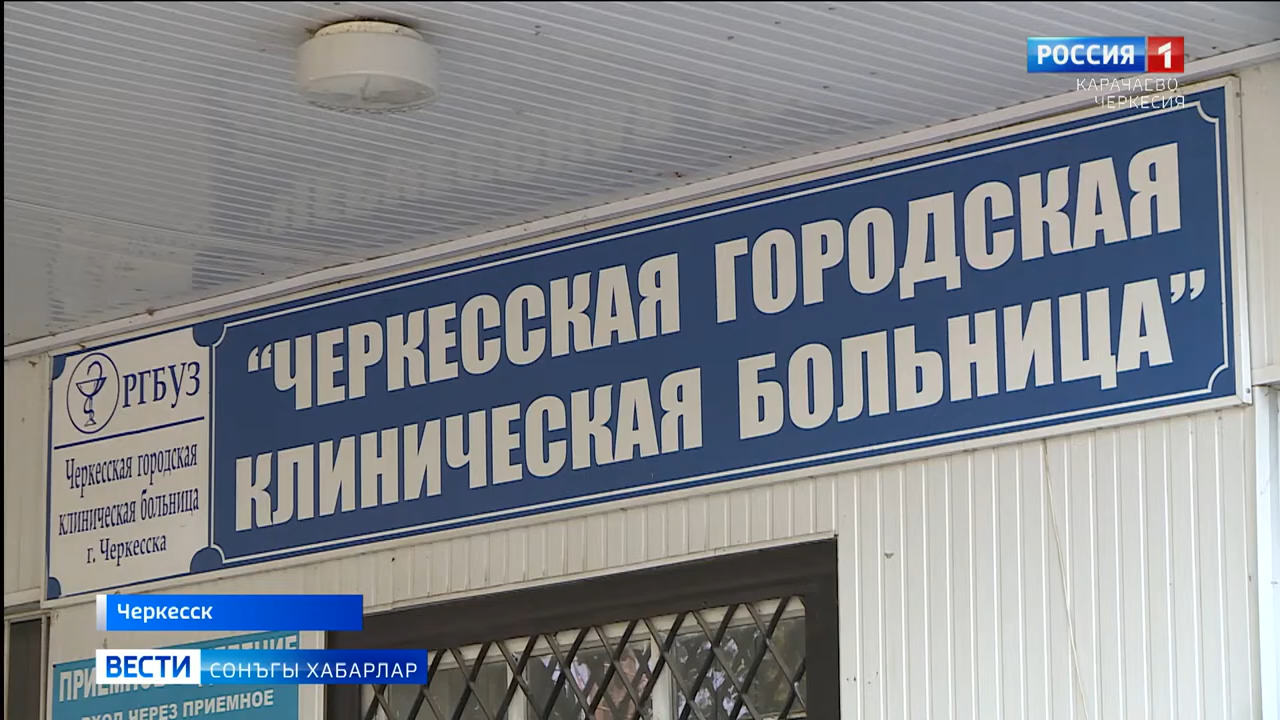 РОССИЯ 1
КАРАЧАЕВО
ЧЕРКЕСИЯ
"ЧЕРКЕССКАЯ ГОРОДСКАЯ
КЛИНИЧЕСКАЯ БОЛЬНИЦА"
РГБУЗ
Черкесская городская
клиническая больница
г. Черкесска
Черкесск
ВЕСТИ СОНЪГЫ ХАБАРЛАР
ВХОД ЧЕРЕЗ ПРИЕМНОЕ